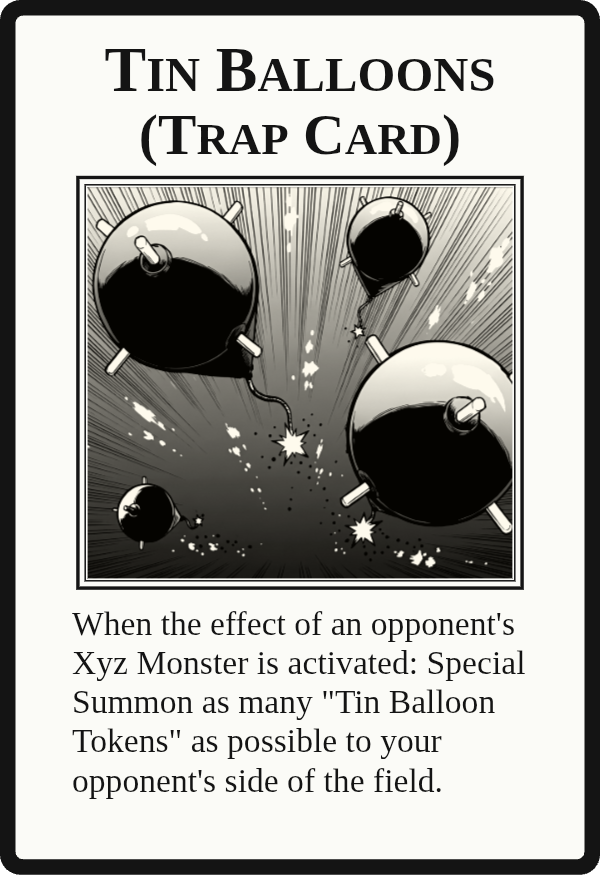 Tin Balloons
(Trap Card)
When the effect of an opponent's
Xyz Monster is activated: Special
Summon as many "Tin Balloon
Tokens" as possible to your
opponent's side of the field.